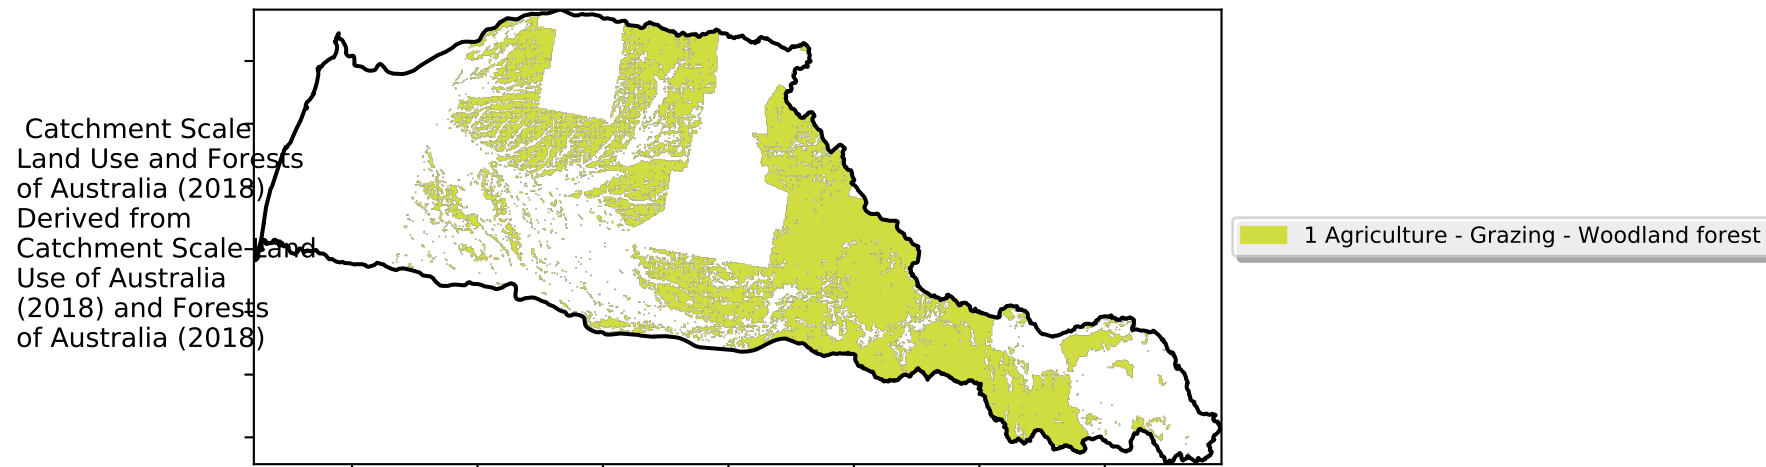 Catchment Scale
Land Use and Forests
of Australia (2018)
Derived from
Catchment Scale Land
Use of Australia
(2018) and Forests
of Australia (2018)
1 Agriculture - Grazing - Woodland forest